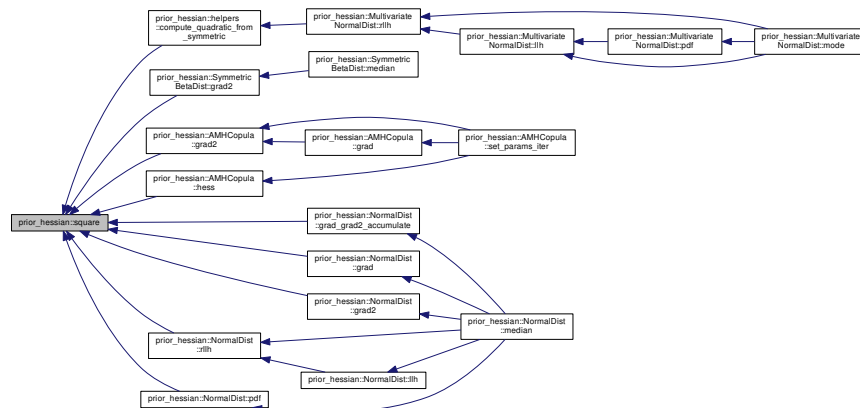 prior_hessian::helpers
::compute_quadratic_from
_symmetric
prior_hessian::Multivariate
NormalDist::rllh
prior_hessian::Multivariate
NormalDist::llh
prior_hessian::Multivariate
NormalDist::pdf
prior_hessian::Multivariate
NormalDist::mode
prior_hessian::Symmetric
BetaDist::grad2
prior_hessian::Symmetric
BetaDist::median
prior_hessian::AMHCopula
::grad2
prior_hessian::AMHCopula
::grad
prior_hessian::AMHCopula
::set_params_iter
prior_hessian::AMHCopula
::hess
prior_hessian::square
prior_hessian::NormalDist
::grad_grad2_accumulate
prior_hessian::NormalDist
::grad
prior_hessian::NormalDist
::grad2
prior_hessian::NormalDist
::median
prior_hessian::NormalDist
::rllh
prior_hessian::NormalDist::llh
prior_hessian::NormalDist::pdf